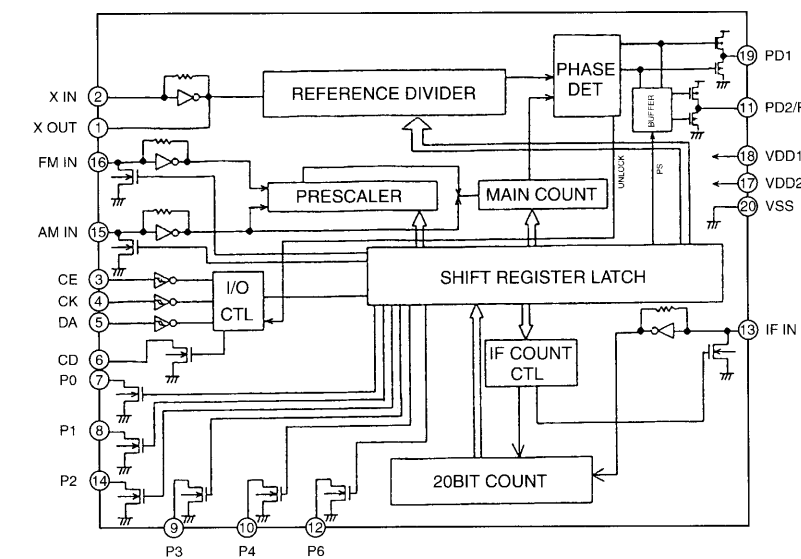 19 PD1
PHASE
DET
X IN 2
REFERENCE DIVIDER
BUFFER
11 PD2/
X OUT 1
FM IN 16
18 VDD1
UNLOCK
PS
PRESCALER
MAIN COUNT
17 VDD2
20 VSS
AM IN 15
CE 3
I/O
CTL
SHIFT REGISTER LATCH
CK 4
DA 5
13 IF IN
CD 6
IF COUNT
CTL
P0 7
P1 8
P2 14
20BIT COUNT
9 10 12
P3 P4 P6